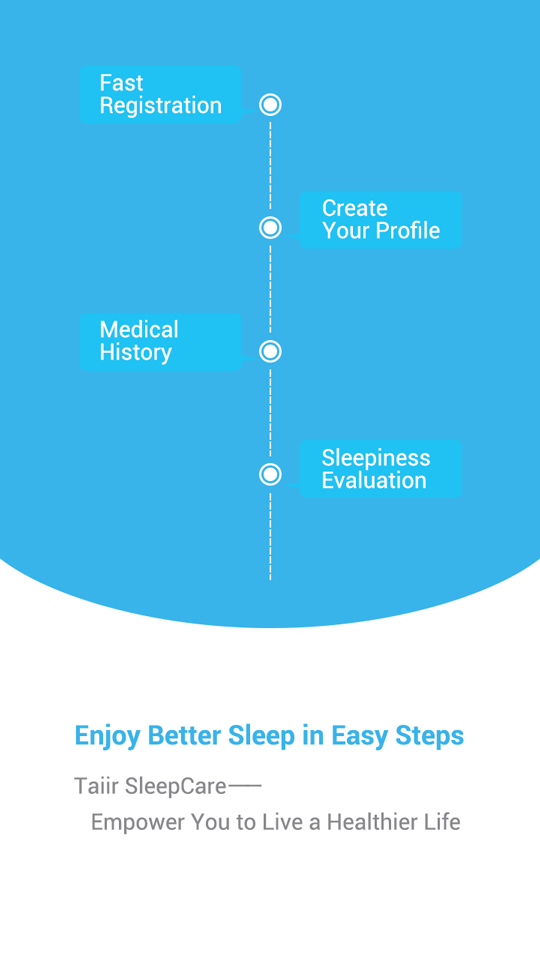 Fast
Registration
Create
Your Profile
Medical
History
Sleepiness
Evaluation
Enjoy Better Sleep in Easy Steps
Taiir SleepCare——
Empower You to Live a Healthier Life